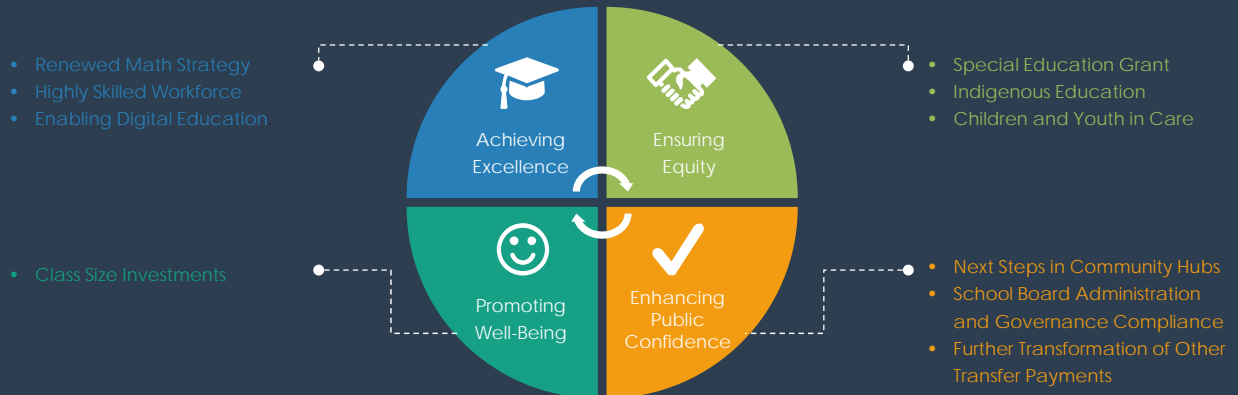 • Renewed Math Strategy
• Highly Skilled Workforce
• Enabling Digital Education
Achieving
Excellence
Ensuring
Equity
• Special Education Grant
• Indigenous Education
• Children and Youth in Care
• Class Size Investments
Promoting
Well-Being
Enhancing
Public
Confidence
• Next Steps in Community Hubs
• School Board Administration
and Governance Compliance
• Further Transformation of Other
Transfer Payments